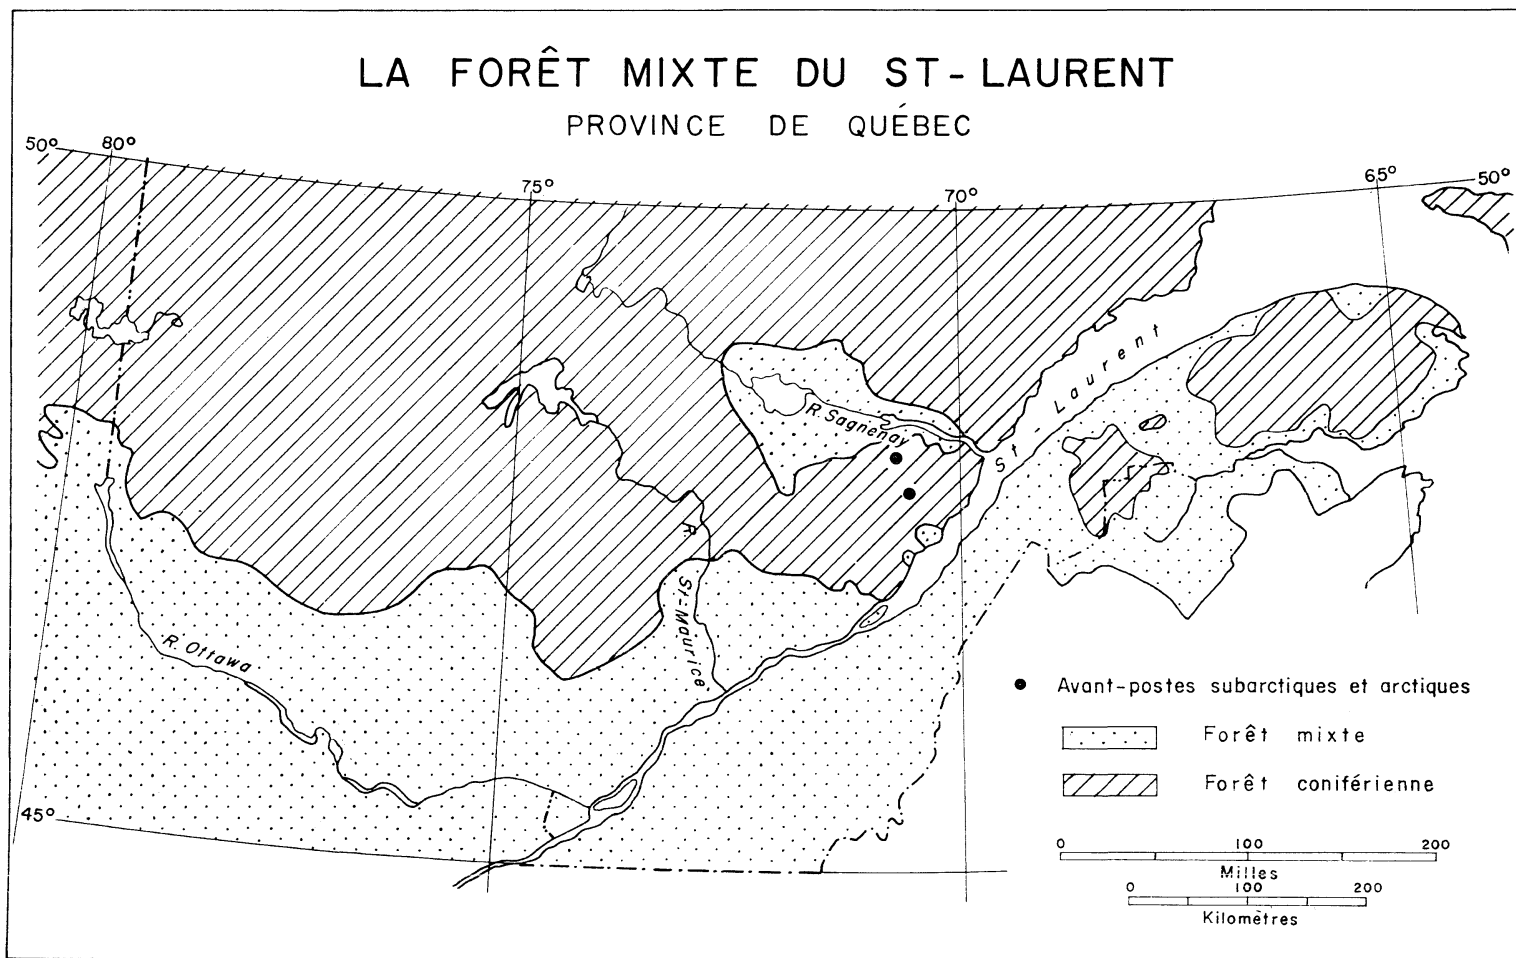 LA FORÊT MIXTE DU ST-LAURENT
PROVINCE DE QUÉBEC
50° 80°
75°
70°
65° 50°
St-Laurent
R. Sagnenay
R. St-Maurice
R. Ottawa
45°
Avant-postes subarctiques et arctiques
Forêt mixte
Forêt coniférienne
0 100 200
Milles
0 100 200
Kilomètres